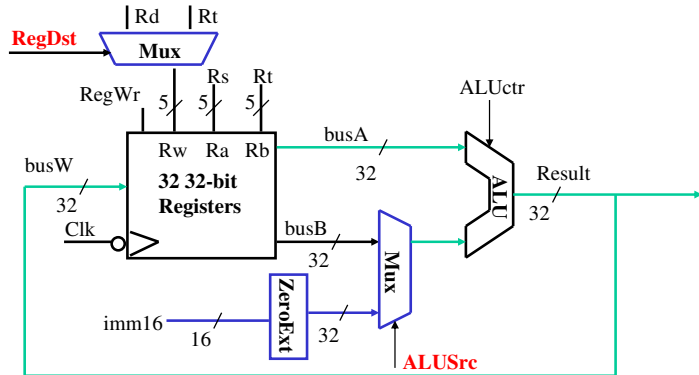 Rd Rt
RegDst
Mux
Rs Rt
RegWr 5 5 5
ALUctr
busW Rw Ra Rb busA
32 32 32-bit 32 ALU Result
Registers 32
Clk busB
32 Mux
imm16 ZeroExt
16 32
ALUSrc